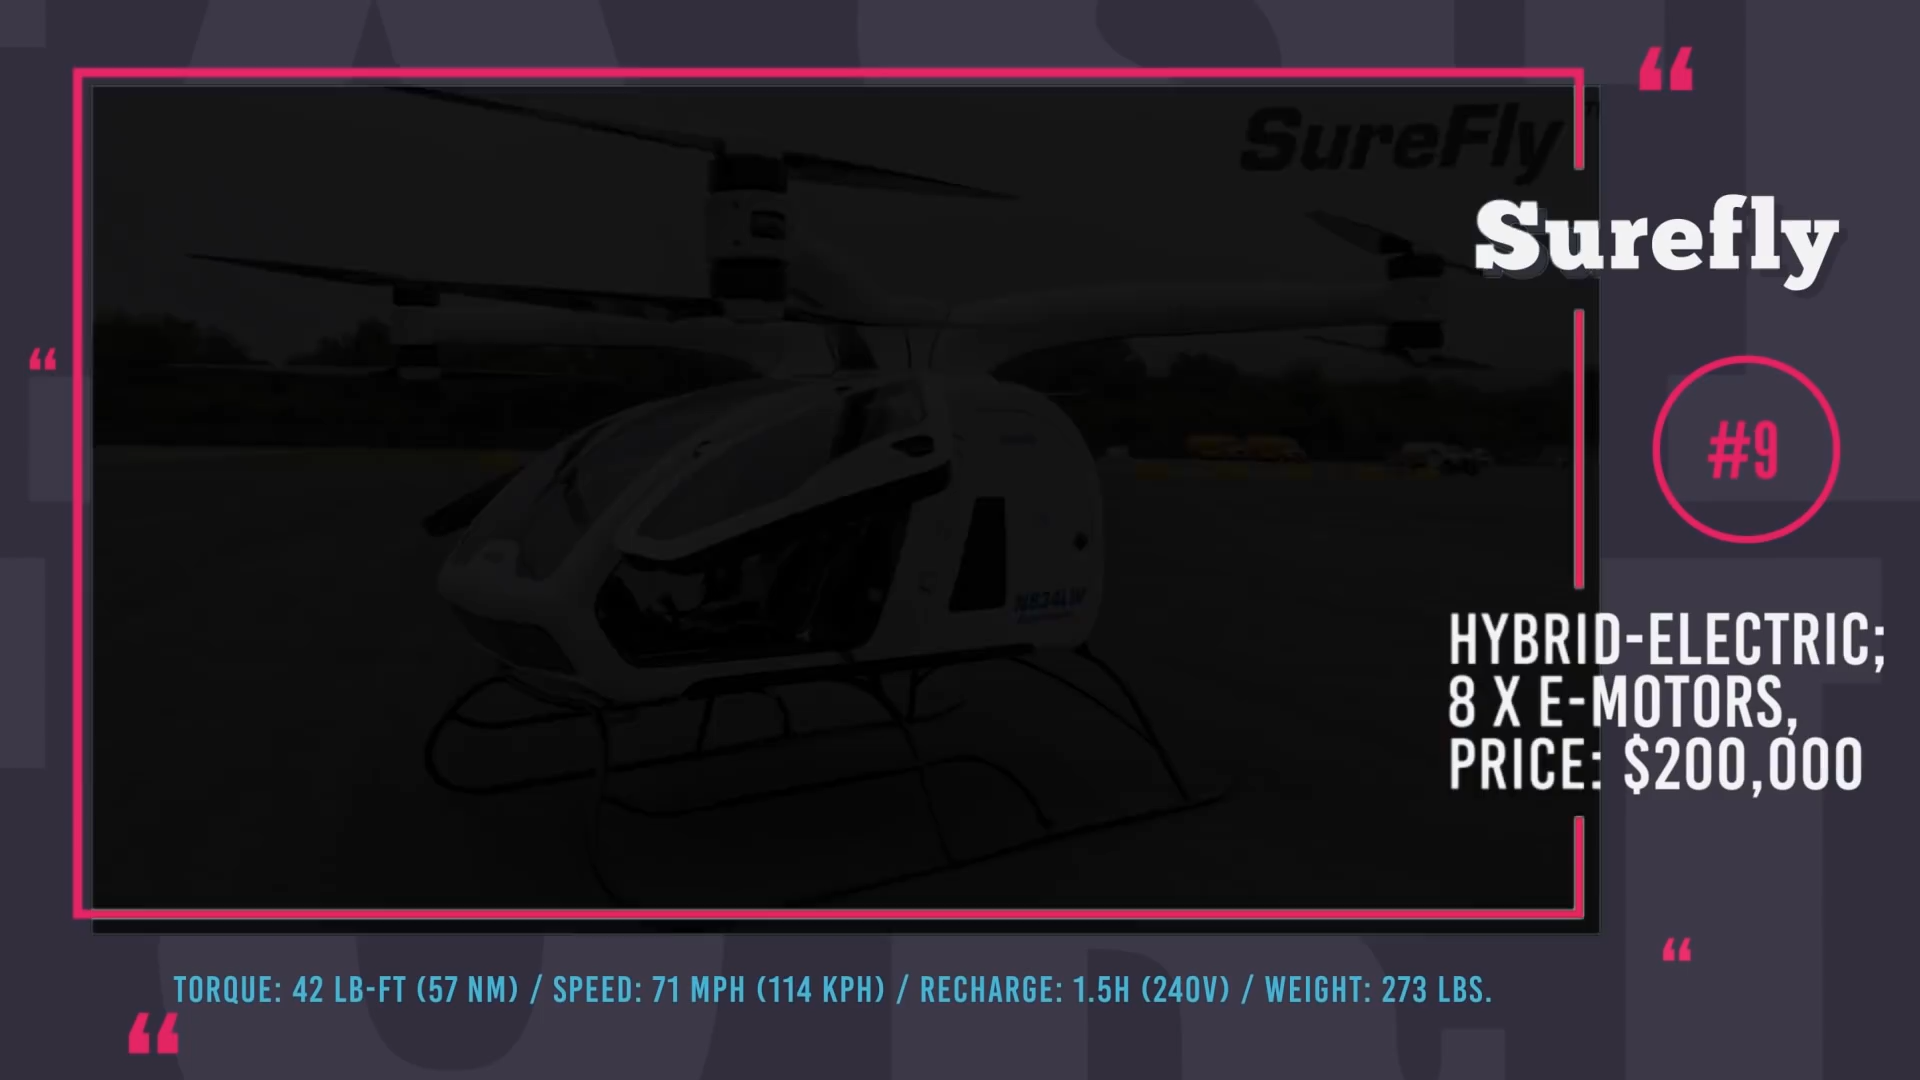 SureFly
Surefly
#9
HYBRID-ELECTRIC;
8 X E-MOTORS,
PRICE: $200,000
N834LW
TORQUE: 42 LB-FT (57 NM) / SPEED: 71 MPH (114 KPH) / RECHARGE: 1.5H (240V) / WEIGHT: 273 LBS.